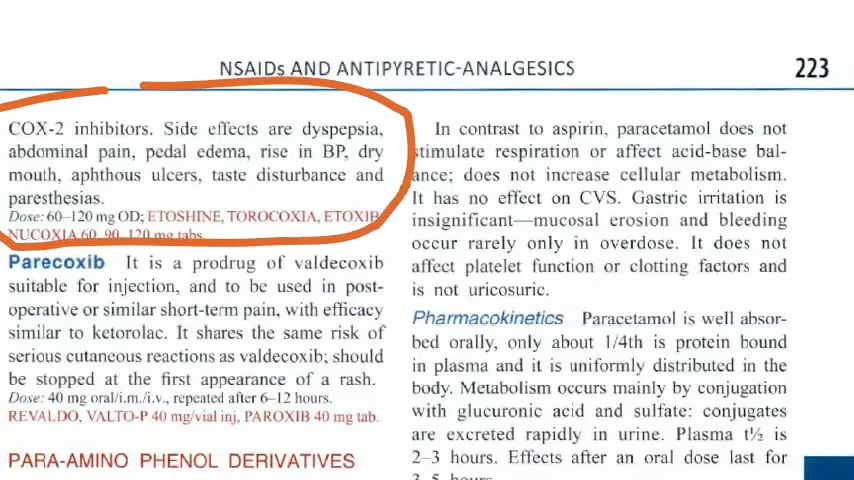 NSAIDs AND ANTIPYRETIC-ANALGESICS
223
COX-2 inhibitors. Side effects are dyspepsia,
abdominal pain, pedal edema, rise in BP, dry
mouth, aphthous ulcers, taste disturbance and
paresthesias.
Dose: 60–120 mg OD; ETOSHINE, TOROCOXIA, ETOXIB,
NUCOXIA 60, 90, 120 mg tabs.
Parecoxib It is a prodrug of valdecoxib
suitable for injection, and to be used in post-
operative or similar short-term pain, with efficacy
similar to ketorolac. It shares the same risk of
serious cutaneous reactions as valdecoxib; should
be stopped at the first appearance of a rash.
Dose: 40 mg oral/i.m./i.v., repeated after 6–12 hours.
REVALDO, VALTO-P 40 mg/vial inj, PAROXIB 40 mg tab.
PARA-AMINO PHENOL DERIVATIVES
In contrast to aspirin, paracetamol does not
stimulate respiration or affect acid-base bal-
ance; does not increase cellular metabolism.
It has no effect on CVS. Gastric irritation is
insignificant—mucosal erosion and bleeding
occur rarely only in overdose. It does not
affect platelet function or clotting factors and
is not uricosuric.
Pharmacokinetics Paracetamol is well absor-
bed orally, only about 1/4th is protein bound
in plasma and it is uniformly distributed in the
body. Metabolism occurs mainly by conjugation
with glucuronic acid and sulfate: conjugates
are excreted rapidly in urine. Plasma t½ is
2–3 hours. Effects after an oral dose last for
3–5 hours.